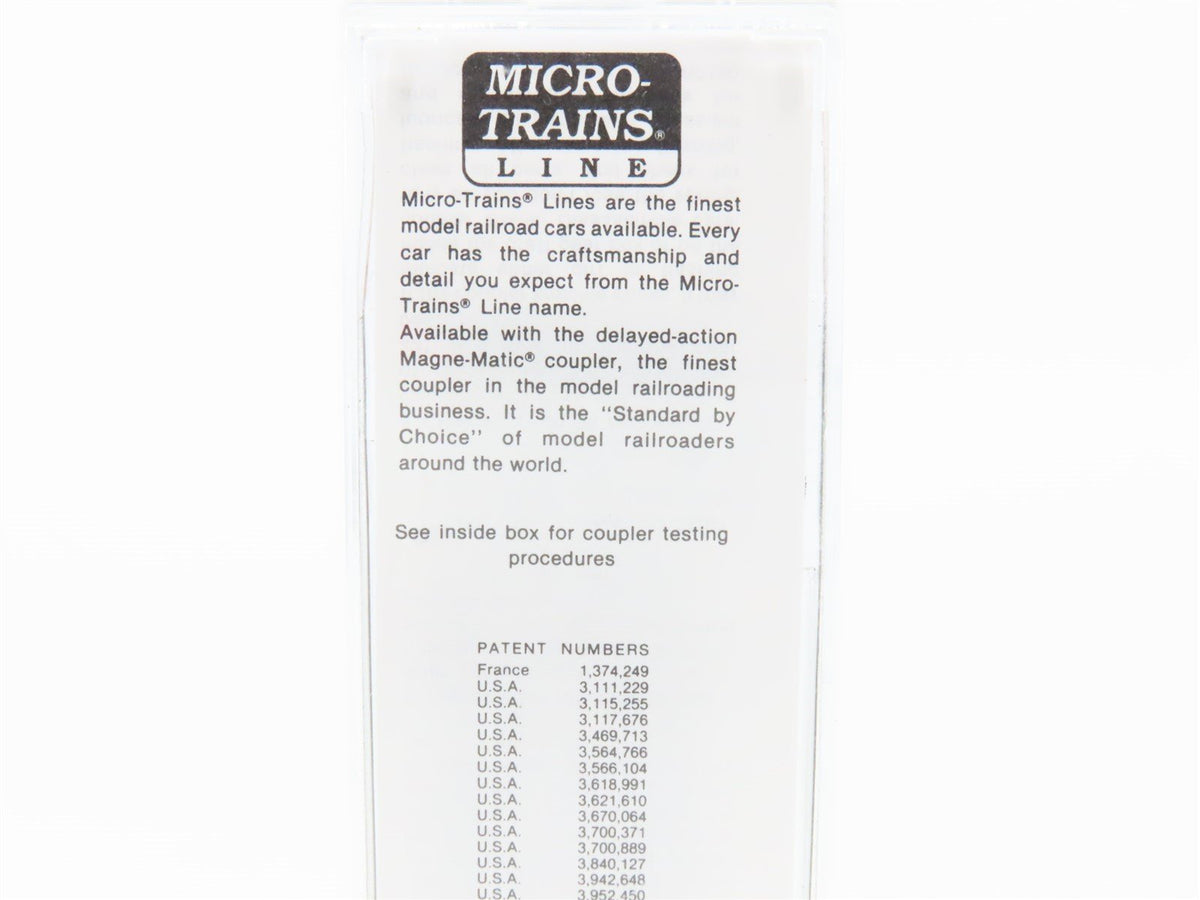 MICRO-
TRAINS®
LINE
Micro-Trains® Lines are the finest
model railroad cars available. Every
car has the craftsmanship and
detail you expect from the Micro-
Trains® Line name.
Available with the delayed-action
Magne-Matic® coupler, the finest
coupler in the model railroading
business. It is the “Standard by
Choice” of model railroaders
around the world.
See inside box for coupler testing
procedures
PATENT NUMBERS
France 1,374,249
U.S.A. 3,111,229
U.S.A. 3,115,255
U.S.A. 3,117,676
U.S.A. 3,469,713
U.S.A. 3,564,766
U.S.A. 3,566,104
U.S.A. 3,618,991
U.S.A. 3,621,610
U.S.A. 3,670,064
U.S.A. 3,700,371
U.S.A. 3,700,889
U.S.A. 3,840,127
U.S.A. 3,942,648
U.S.A. 3,952,450